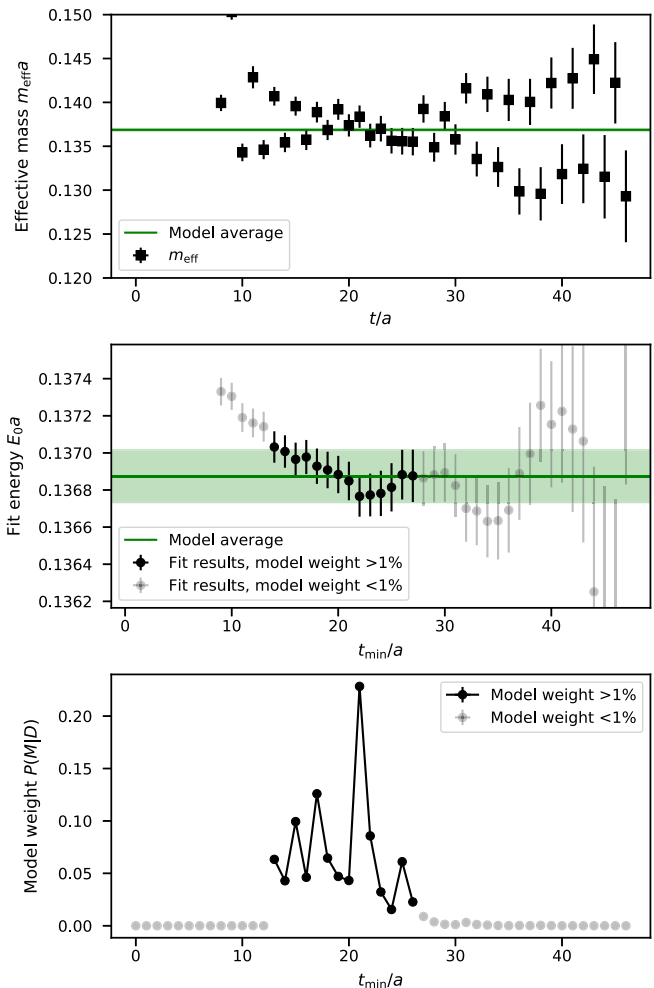 0.150
0.145
0.140
0.135
0.130
0.125
0.120
Effective mass m_eff a
Model average
m_eff
0 10 20 30 40
t/a
0.1374
0.1372
0.1370
0.1368
0.1366
0.1364
0.1362
Fit energy E₀a
Model average
Fit results, model weight >1%
Fit results, model weight <1%
0 10 20 30 40
t_min/a
0.20
0.15
0.10
0.05
0.00
Model weight P(M|D)
Model weight >1%
Model weight <1%
0 10 20 30 40
t_min/a